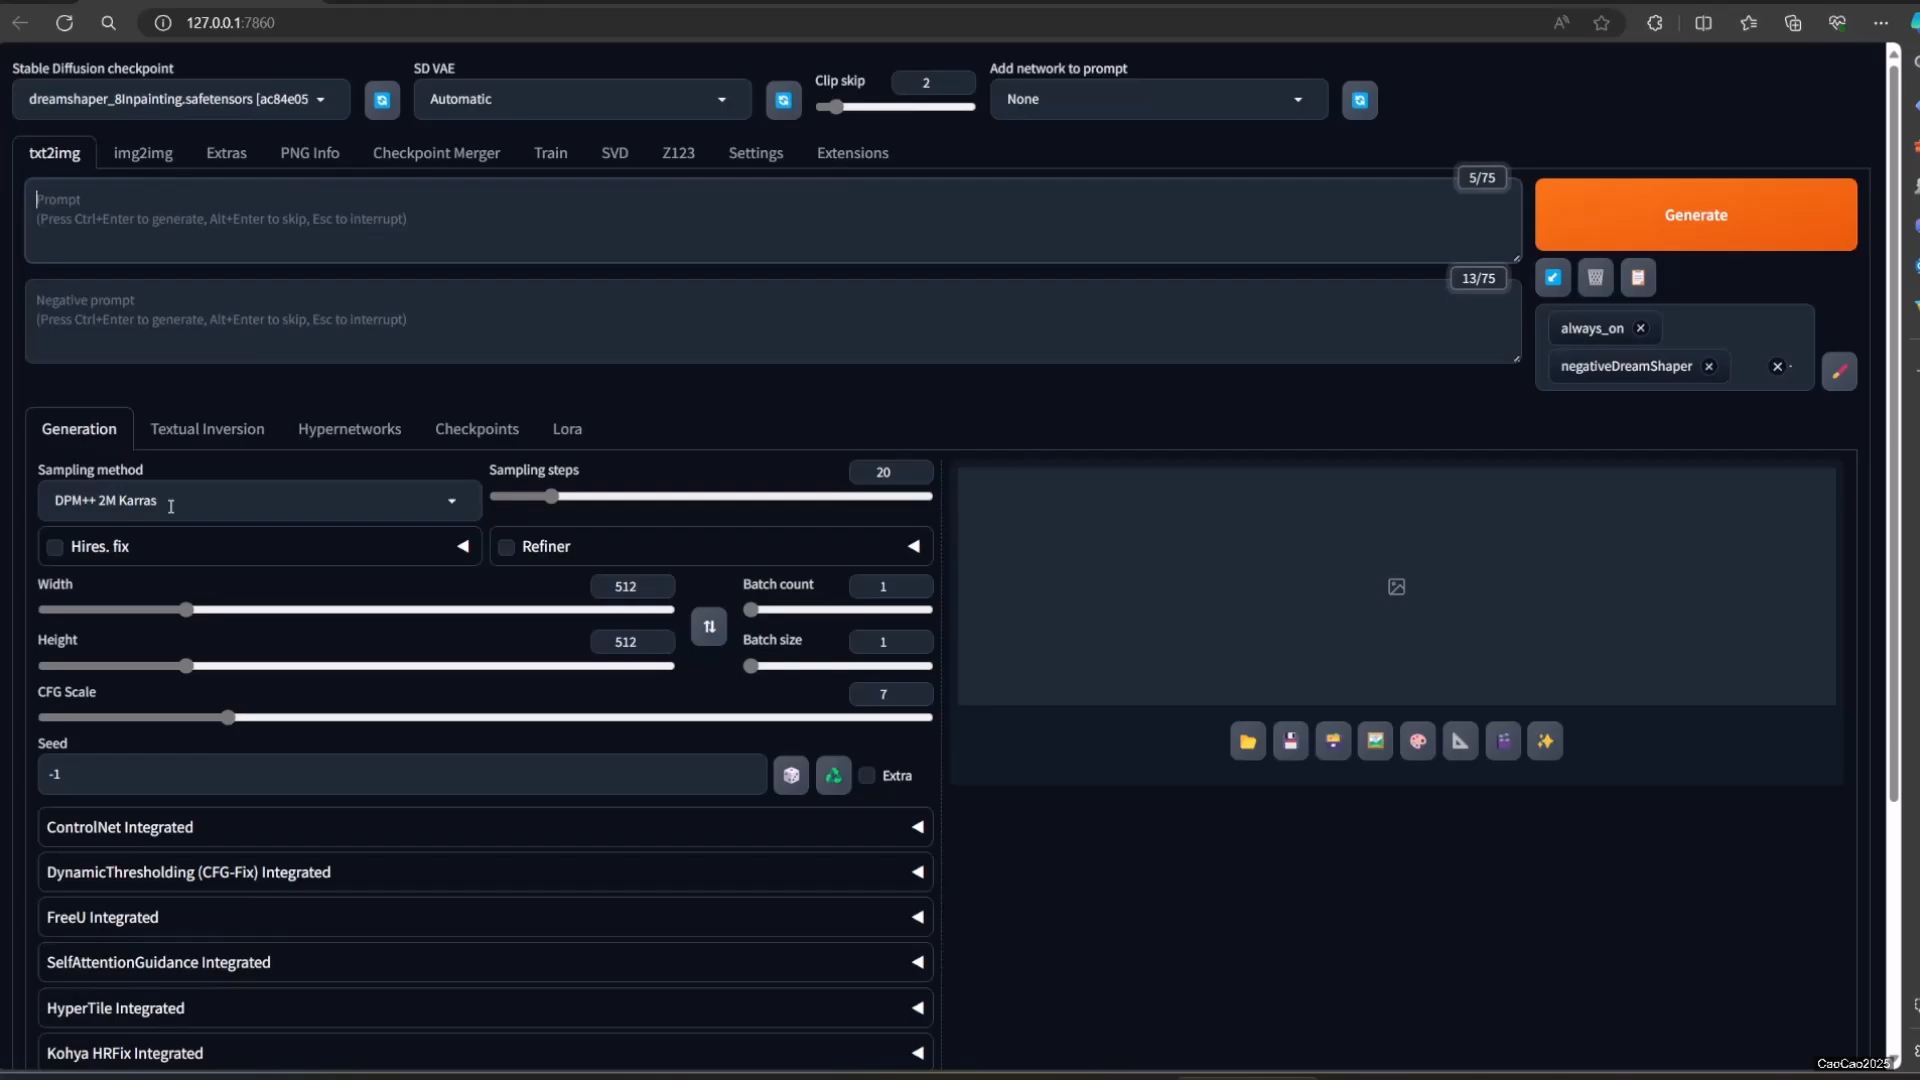 127.0.0.1:7860
Stable Diffusion checkpoint
SD VAE
Clip skip
2
Add network to prompt
dreamshaper_8Inpainting.safetensors [ac84e05
Automatic
None
txt2img
img2img
Extras
PNG Info
Checkpoint Merger
Train
SVD
Z123
Settings
Extensions
5/75
Prompt
(Press Ctrl+Enter to generate, Alt+Enter to skip, Esc to interrupt)
Generate
13/75
Negative prompt
(Press Ctrl+Enter to generate, Alt+Enter to skip, Esc to interrupt)
always_on
negativeDreamShaper
Generation
Textual Inversion
Hypernetworks
Checkpoints
Lora
Sampling method
DPM++ 2M Karras
Sampling steps
20
Hires. fix
Refiner
Width
512
Batch count
1
Height
512
Batch size
1
CFG Scale
7
Seed
-1
Extra
ControlNet Integrated
DynamicThresholding (CFG-Fix) Integrated
FreeU Integrated
SelfAttentionGuidance Integrated
HyperTile Integrated
Kohya HRFix Integrated
CaoCao2025